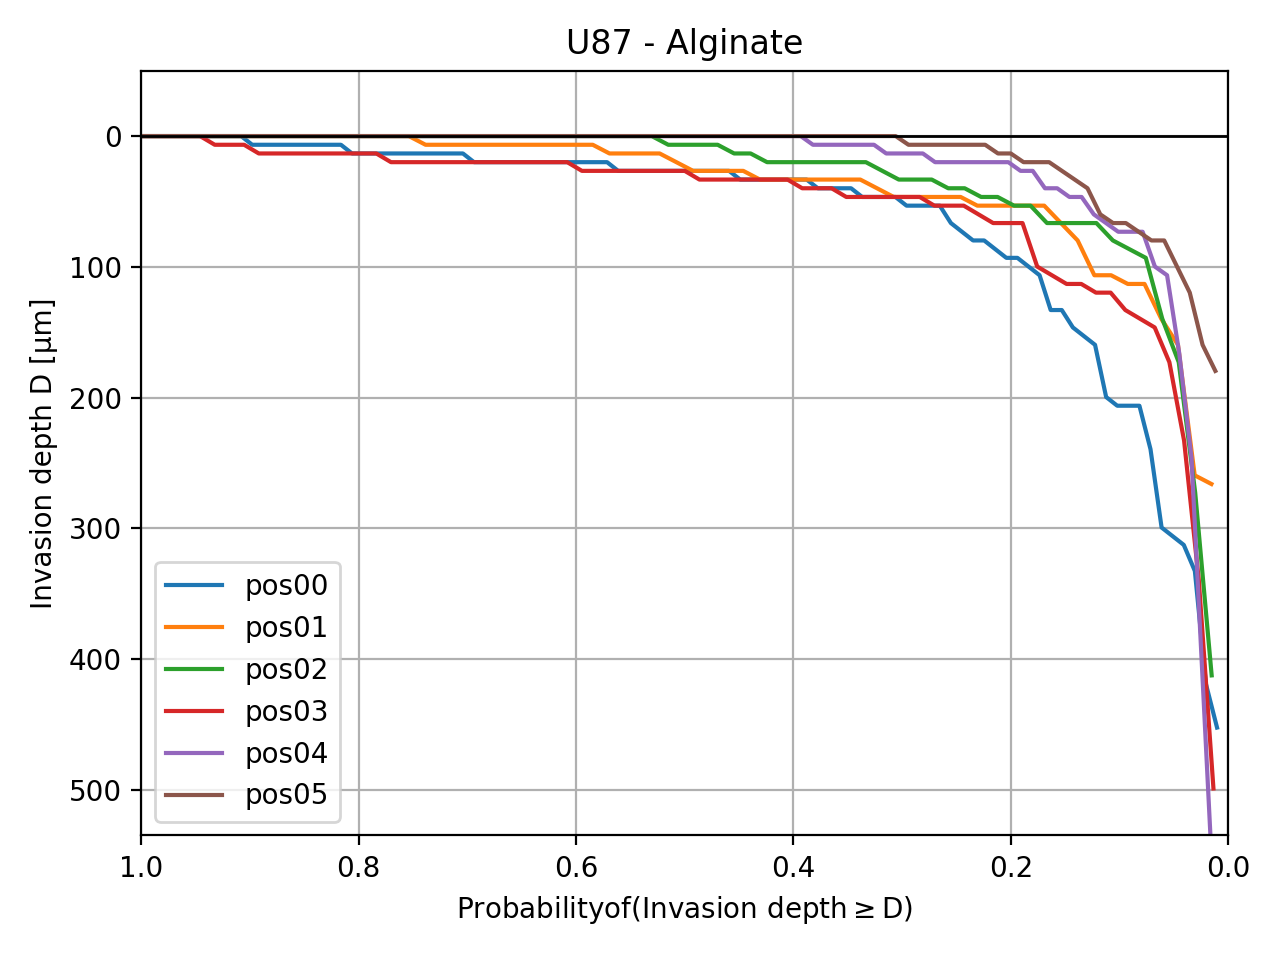 U87 - Alginate
Invasion depth D [µm]
0
100
200
300
400
500
pos00
pos01
pos02
pos03
pos04
pos05
1.0 0.8 0.6 0.4 0.2 0.0
Probabilityof(Invasion depth ≥ D)